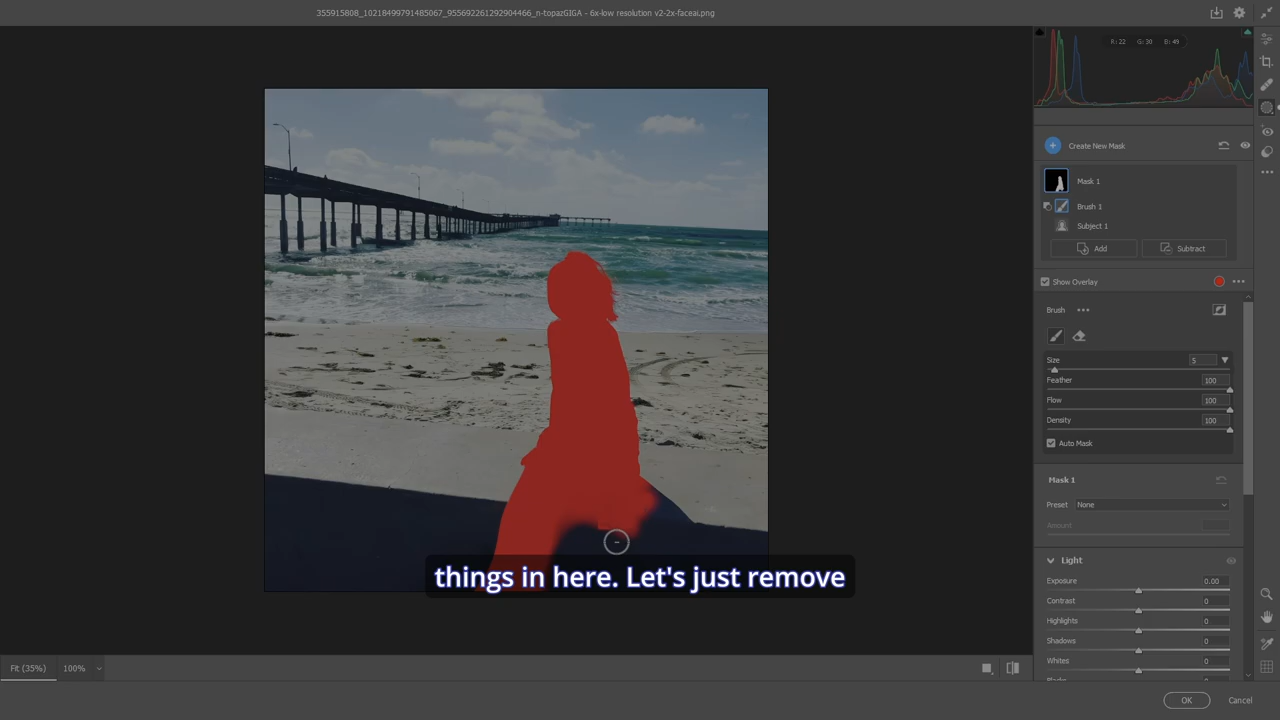 355915808_10218499791485067_955692261292904466_n-topazGIGA - 6x-low resolution v2-2x-faceai.png
R: 22 G: 30 B: 49
Create New Mask
Mask 1
Brush 1
Subject 1
Add Subtract
Show Overlay
Brush
Size 5
Feather 100
Flow 100
Density 100
Auto Mask
Mask 1
Preset None
Amount
Light
Exposure 0.00
Contrast 0
Highlights 0
Shadows 0
Whites 0
things in here. Let's just remove
Fit (35%) 100%
OK Cancel